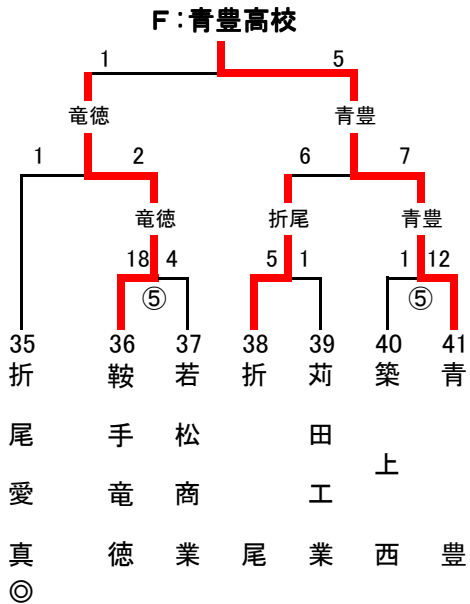 F：青豊高校
1 5
竜徳 青豊
1 2 6 7
竜徳 折尾 青豊
18 4 5 1 1 12
⑤ ⑤
35 36 37 38 39 40 41
折尾愛真◎
鞍手竜徳
若松商業
折尾
苅田工業
築上西
青豊